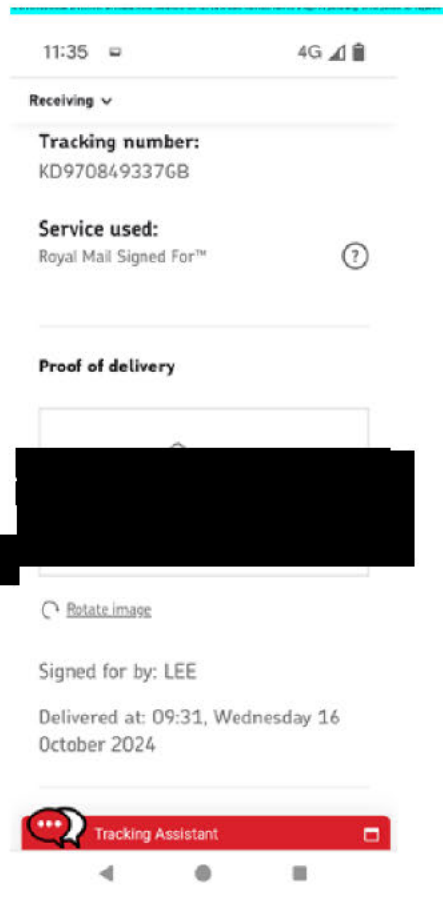 11:35
4G
Receiving
Tracking number:
KD970849337GB
Service used:
Royal Mail Signed For™
?
Proof of delivery
Rotate image
Signed for by: LEE
Delivered at: 09:31, Wednesday 16
October 2024
Tracking Assistant